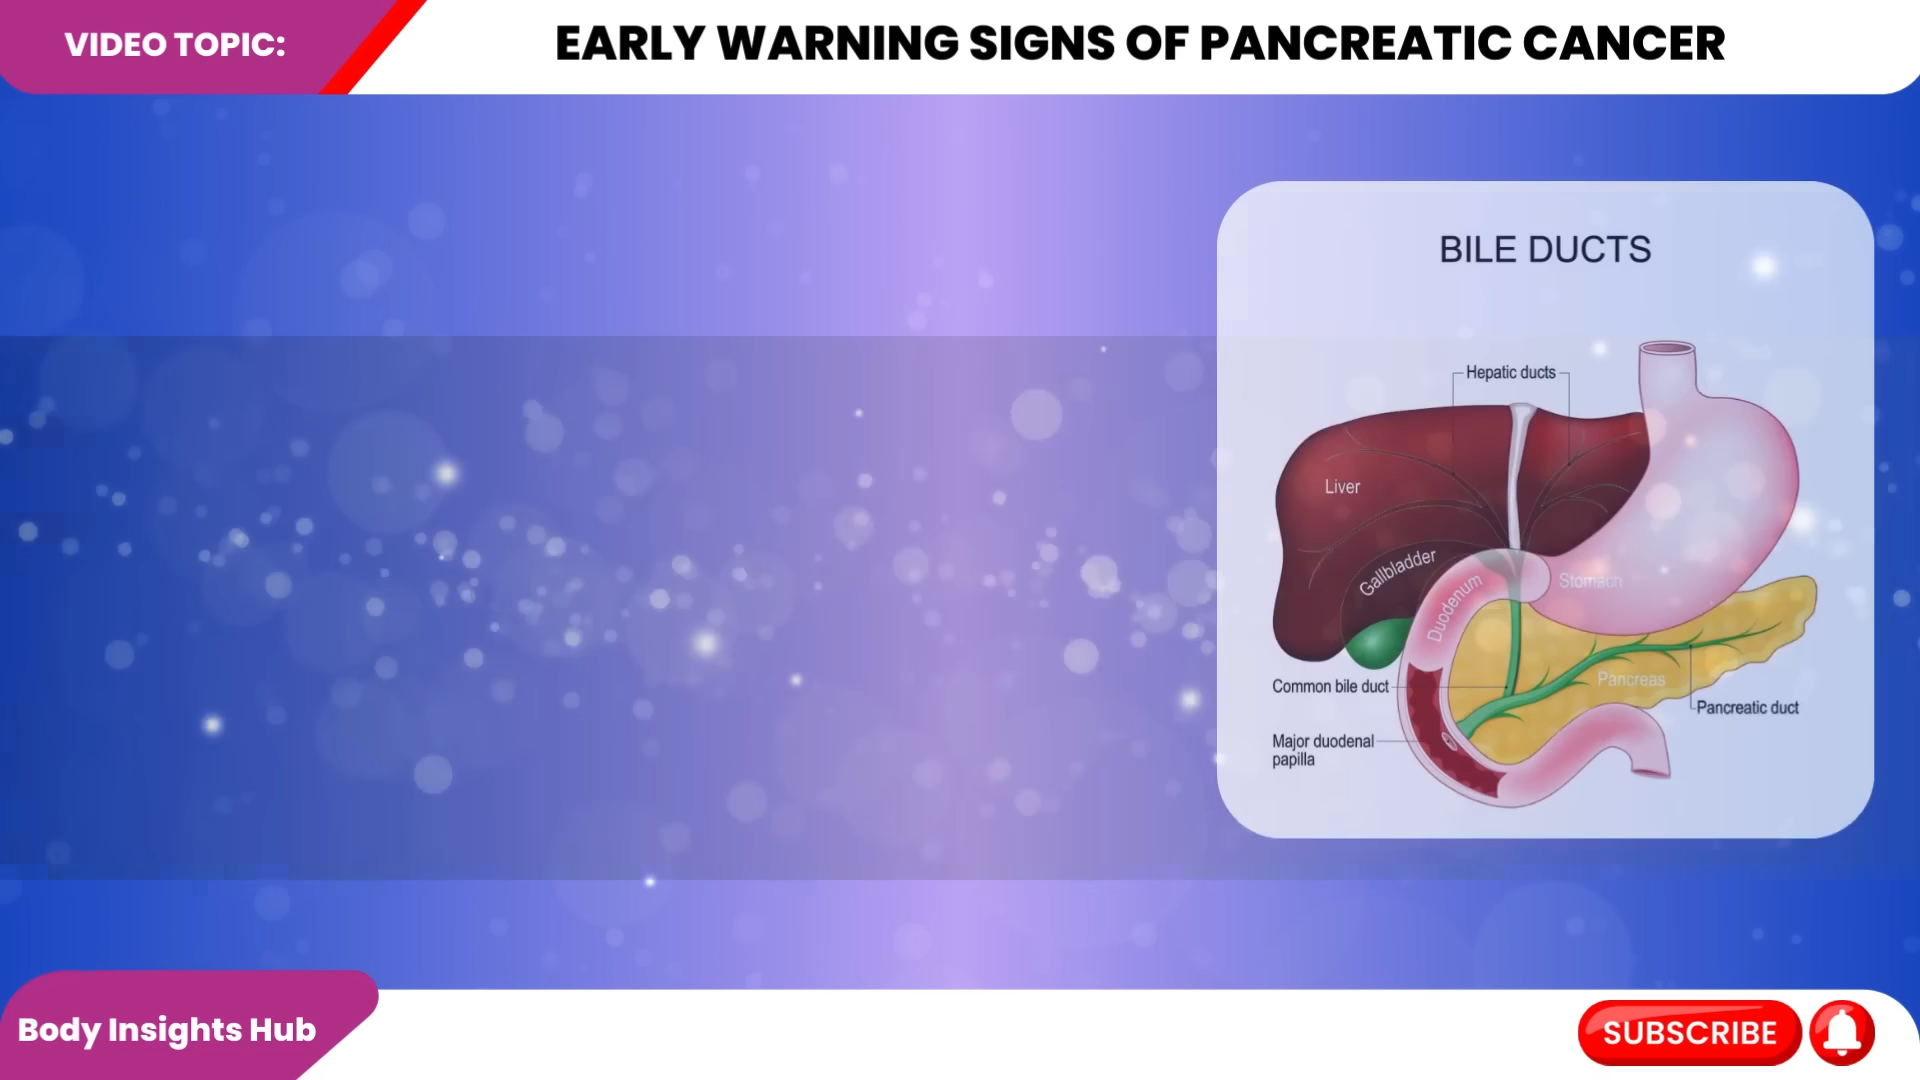 VIDEO TOPIC:
EARLY WARNING SIGNS OF PANCREATIC CANCER
BILE DUCTS
Hepatic ducts
Liver
Gallbladder
Duodenum
Stomach
Common bile duct
Pancreas
Pancreatic duct
Major duodenal
papilla
Body Insights Hub
SUBSCRIBE